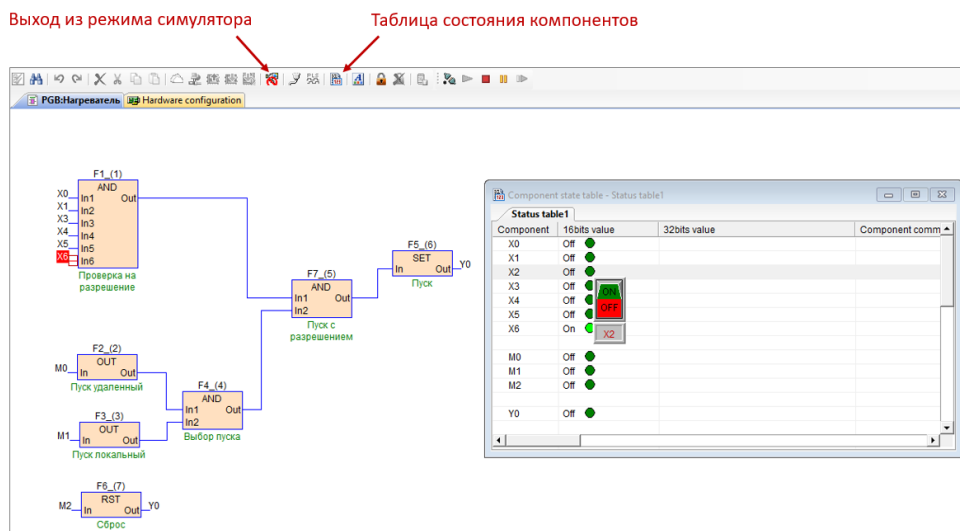 Выход из режима симулятора
Таблица состояния компонентов
PGB:Нагреватель
Hardware configuration
F1_(1)
AND
X0 In1 Out
X1 In2
X3 In3
X4 In4
X5 In5
X6 In6
Проверка на
разрешение
F2_(2)
OUT
M0 In Out
Пуск удаленный
F3_(3)
OUT
M1 In Out
Пуск локальный
F4_(4)
AND
In1 Out
In2
Выбор пуска
F7_(5)
AND
In1 Out
In2
Пуск с
разрешением
F5_(6)
SET
In Out Y0
Пуск
F6_(7)
RST
M2 In Out Y0
Сброс
Component state table - Status table1
Status table1
Component 16bits value 32bits value Component comm
X0 Off
X1 Off
X2 Off
X3 Off
X4 Off
X5 Off
X6 On
ON
OFF
X2
M0 Off
M1 Off
M2 Off
Y0 Off